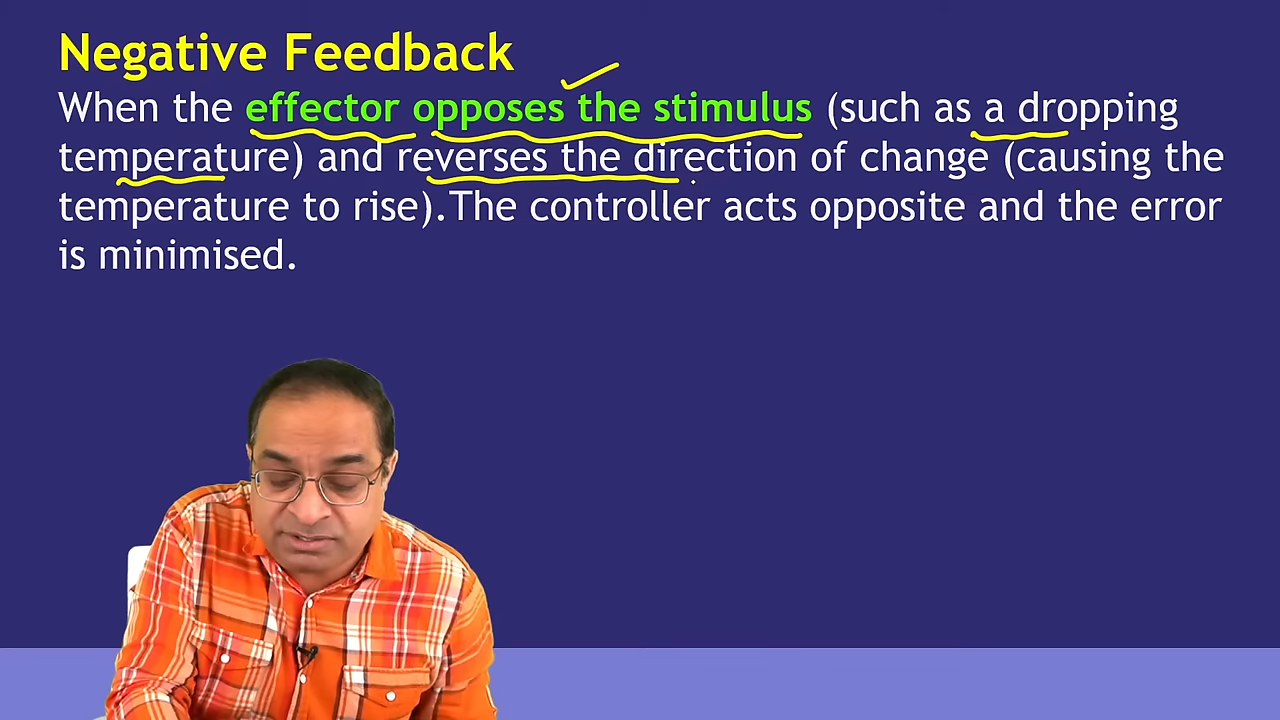 Negative Feedback
When the effector opposes the stimulus (such as a dropping
temperature) and reverses the direction of change (causing the
temperature to rise).The controller acts opposite and the error
is minimised.